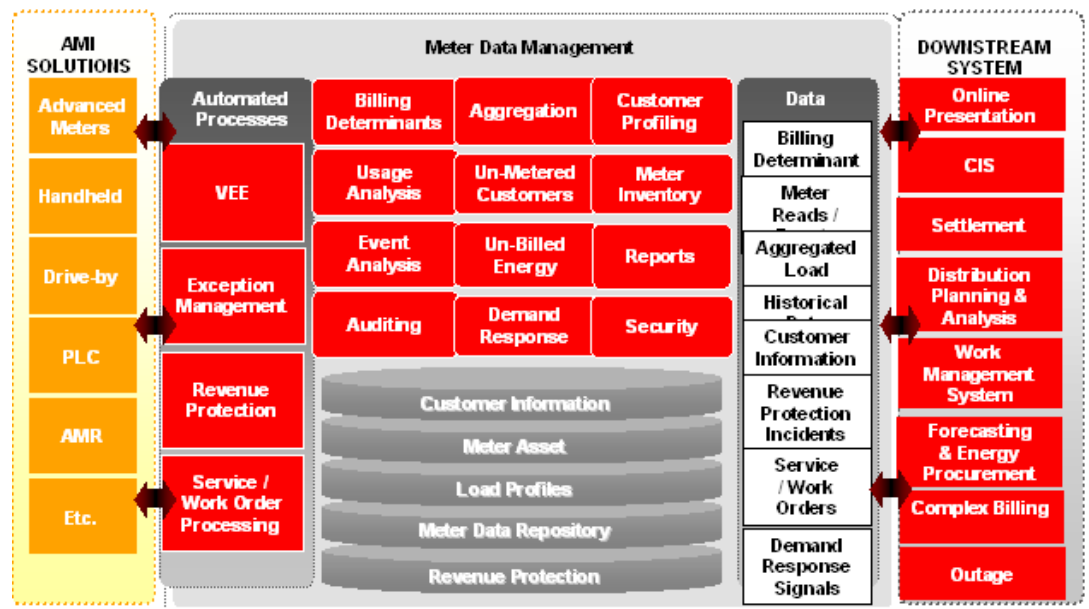 AMI
SOLUTIONS
Advanced
Meters
Handheld
Drive-by
PLC
AMR
Etc.
Meter Data Management
Automated
Processes
VEE
Exception
Management
Revenue
Protection
Service /
Work Order
Processing
Billing
Determinants
Aggregation
Customer
Profiling
Usage
Analysis
Un-Metered
Customers
Meter
Inventory
Event
Analysis
Un-Billed
Energy
Reports
Auditing
Demand
Response
Security
Customer Information
Meter Asset
Load Profiles
Meter Data Repository
Revenue Protection
Data
Billing
Determinant
Meter
Reads /
Aggregated
Load
Historical
Customer
Information
Revenue
Protection
Incidents
Service
/ Work
Orders
Demand
Response
Signals
DOWNSTREAM
SYSTEM
Online
Presentation
CIS
Settlement
Distribution
Planning &
Analysis
Work
Management
System
Forecasting
& Energy
Procurement
Complex Billing
Outage